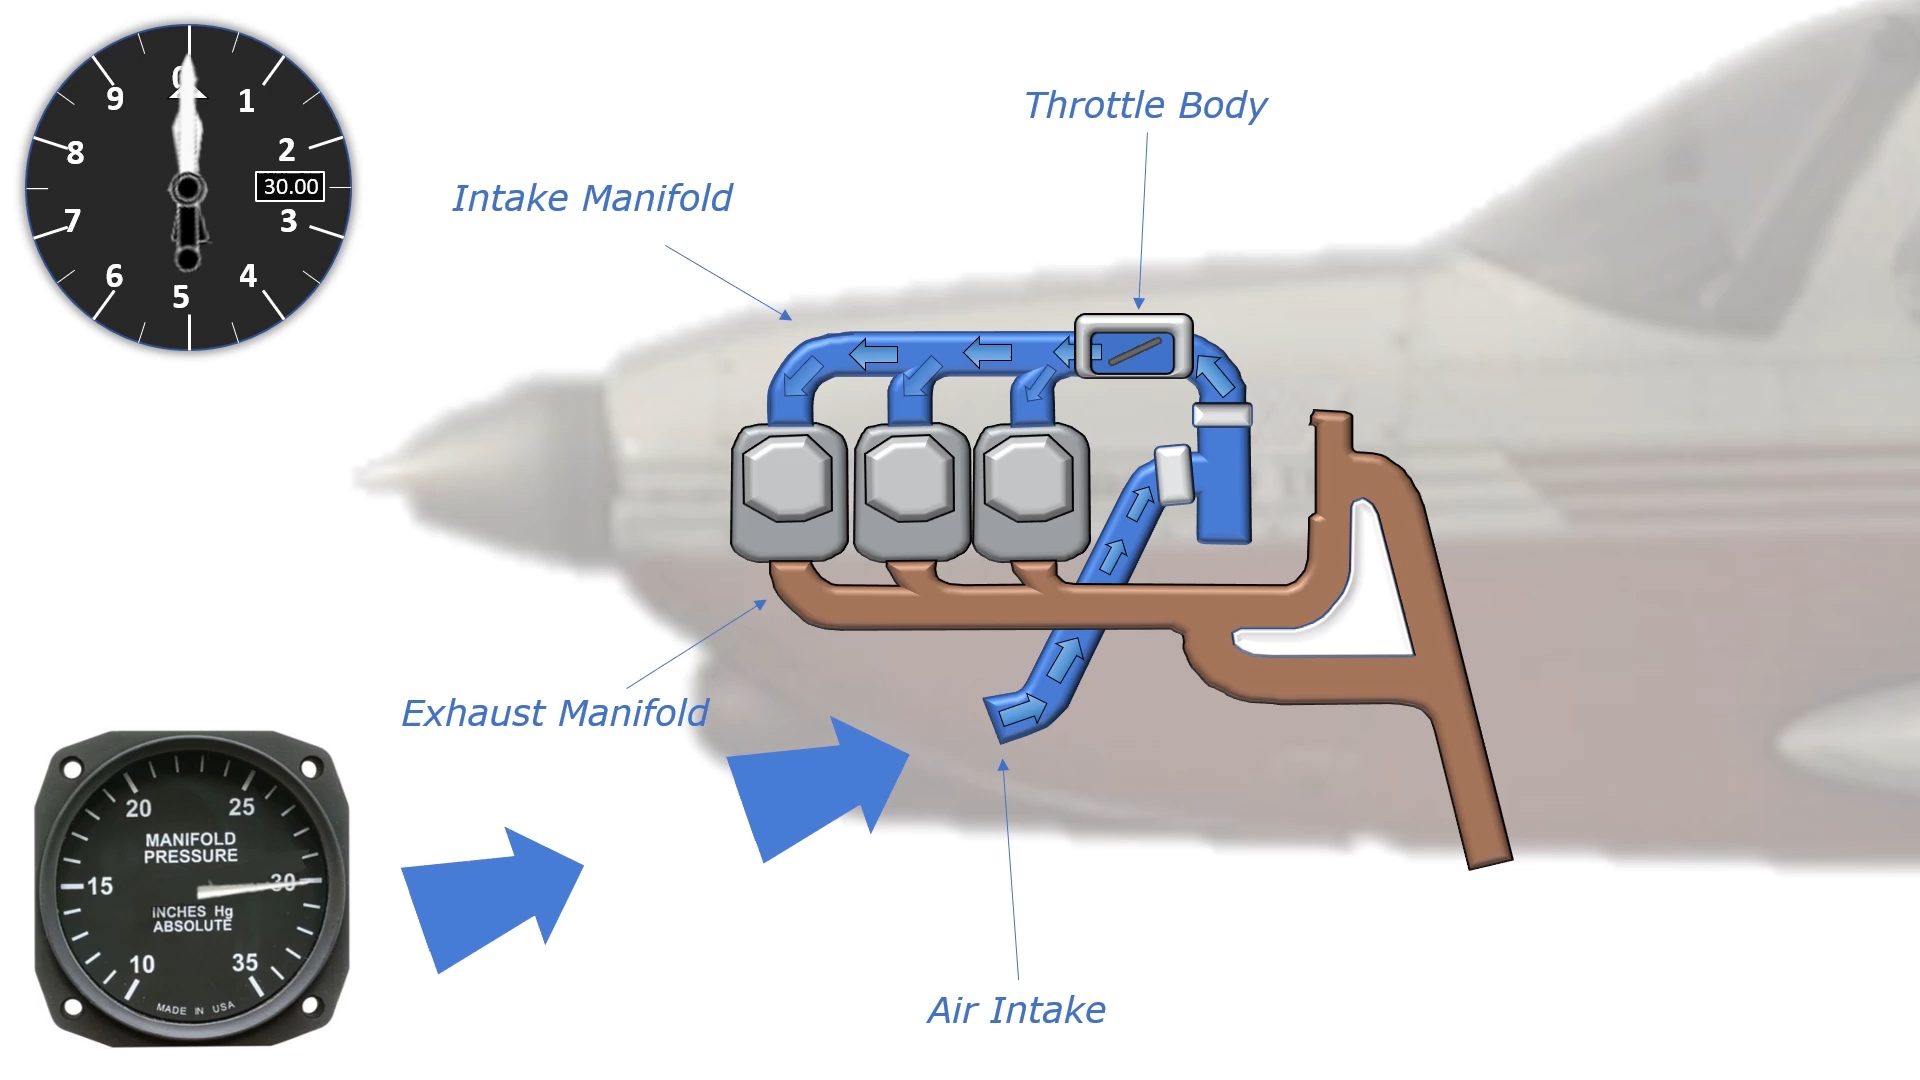 0
9
1
8
2
30.00
7
3
6
4
5
Throttle Body
Intake Manifold
Exhaust Manifold
Air Intake
20
25
MANIFOLD
PRESSURE
15
30
INCHES Hg
ABSOLUTE
10
35
MADE IN USA